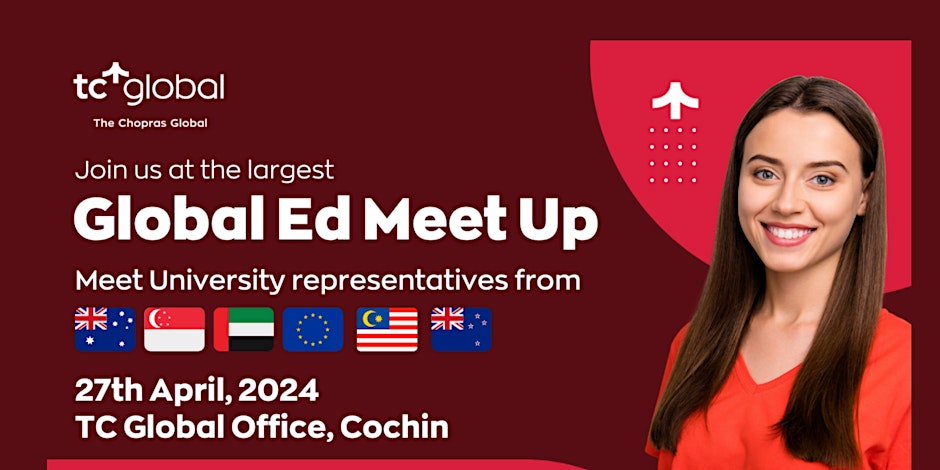 tc global
The Chopras Global
Join us at the largest
Global Ed Meet Up
Meet University representatives from
27th April, 2024
TC Global Office, Cochin